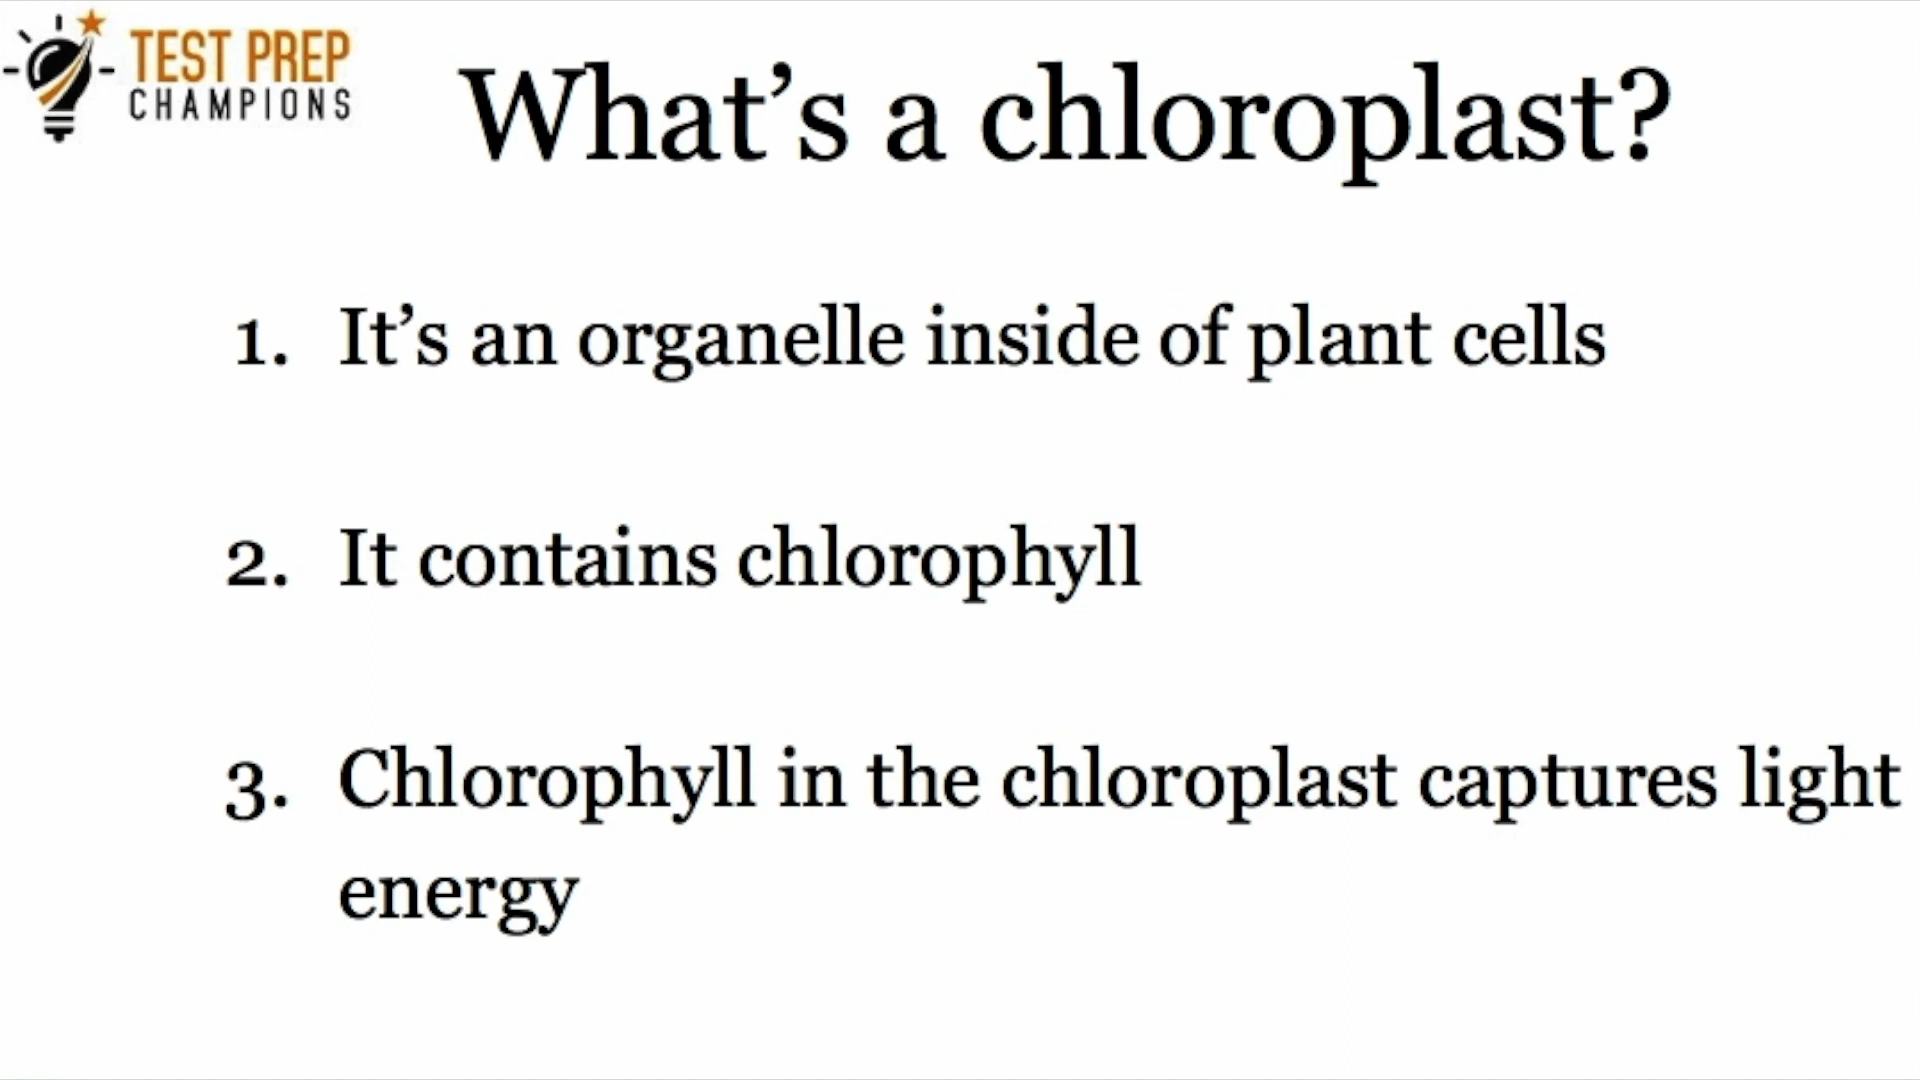 TEST PREP
CHAMPIONS
What’s a chloroplast?
1. It’s an organelle inside of plant cells
2. It contains chlorophyll
3. Chlorophyll in the chloroplast captures light
energy